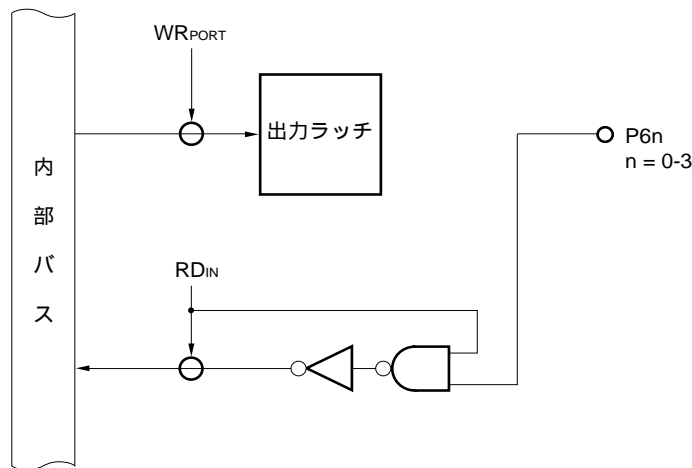 WRPORT
出力ラッチ
P6n
n = 0-3
内部バス
RDIN